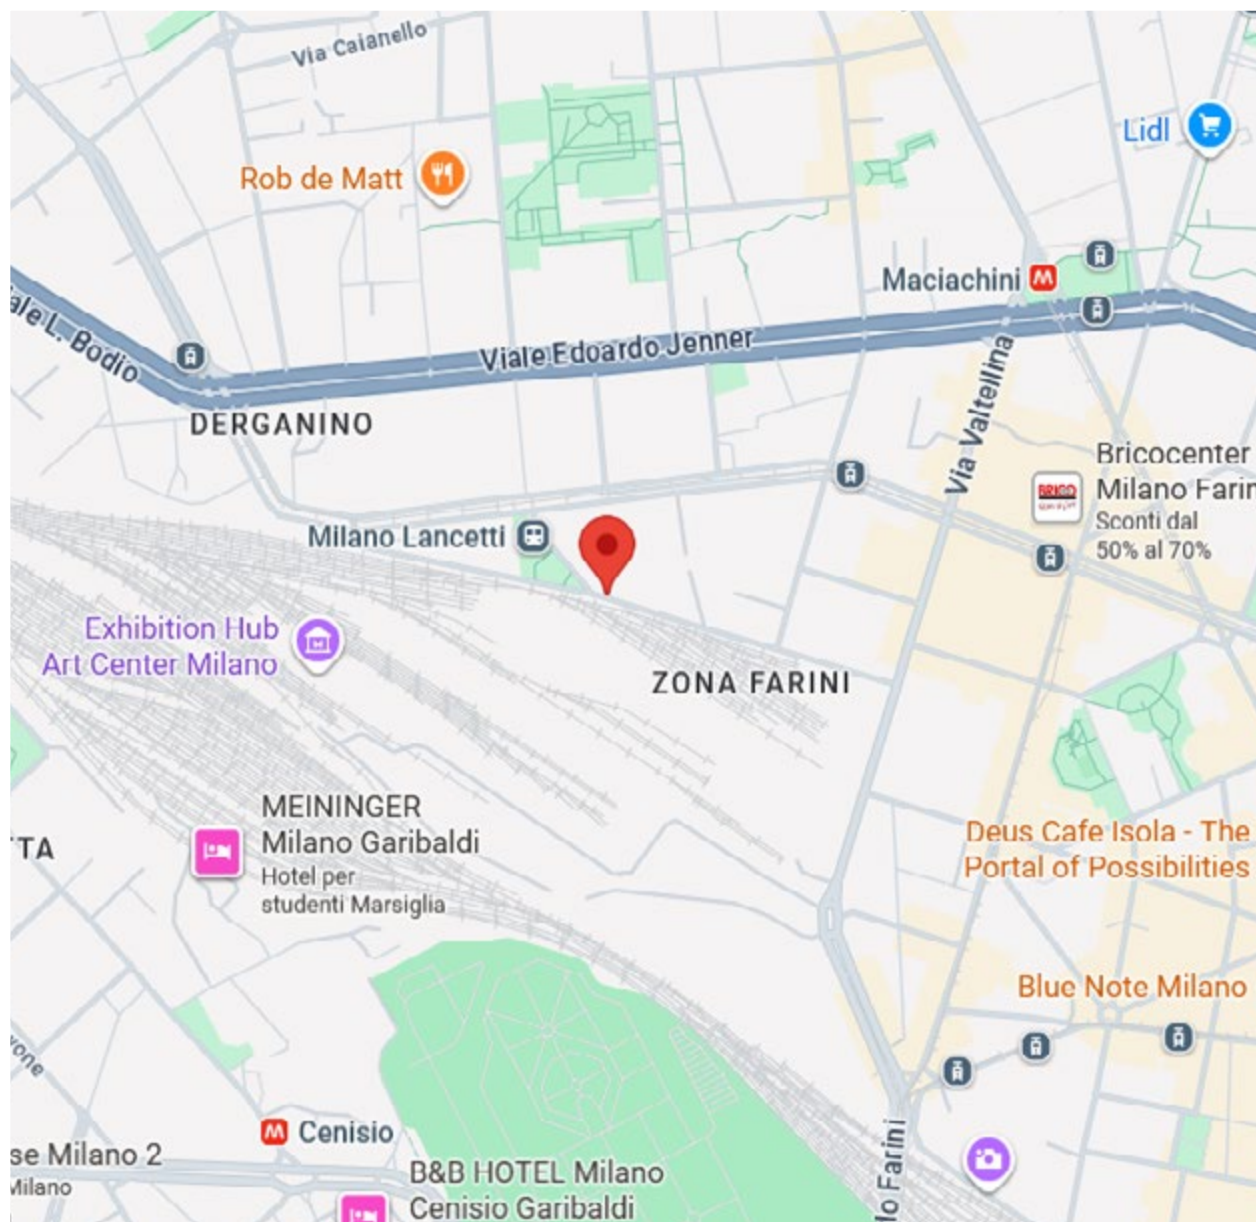 Via Caianello
Lidl
Rob de Matt
Maciachini
ale L. Bodio
Viale Edoardo Jenner
Via Valtellina
DERGANINO
Bricocenter
Milano Farin
Sconti dal
50% al 70%
BRICO
Milano Lancetti
Exhibition Hub
Art Center Milano
ZONA FARINI
MEININGER
Milano Garibaldi
Hotel per
studenti Marsiglia
TTA
Deus Cafe Isola - The
Portal of Possibilities
Blue Note Milano
Cenisio
se Milano 2
Milano
B&B HOTEL Milano
Cenisio Garibaldi
lo Farini